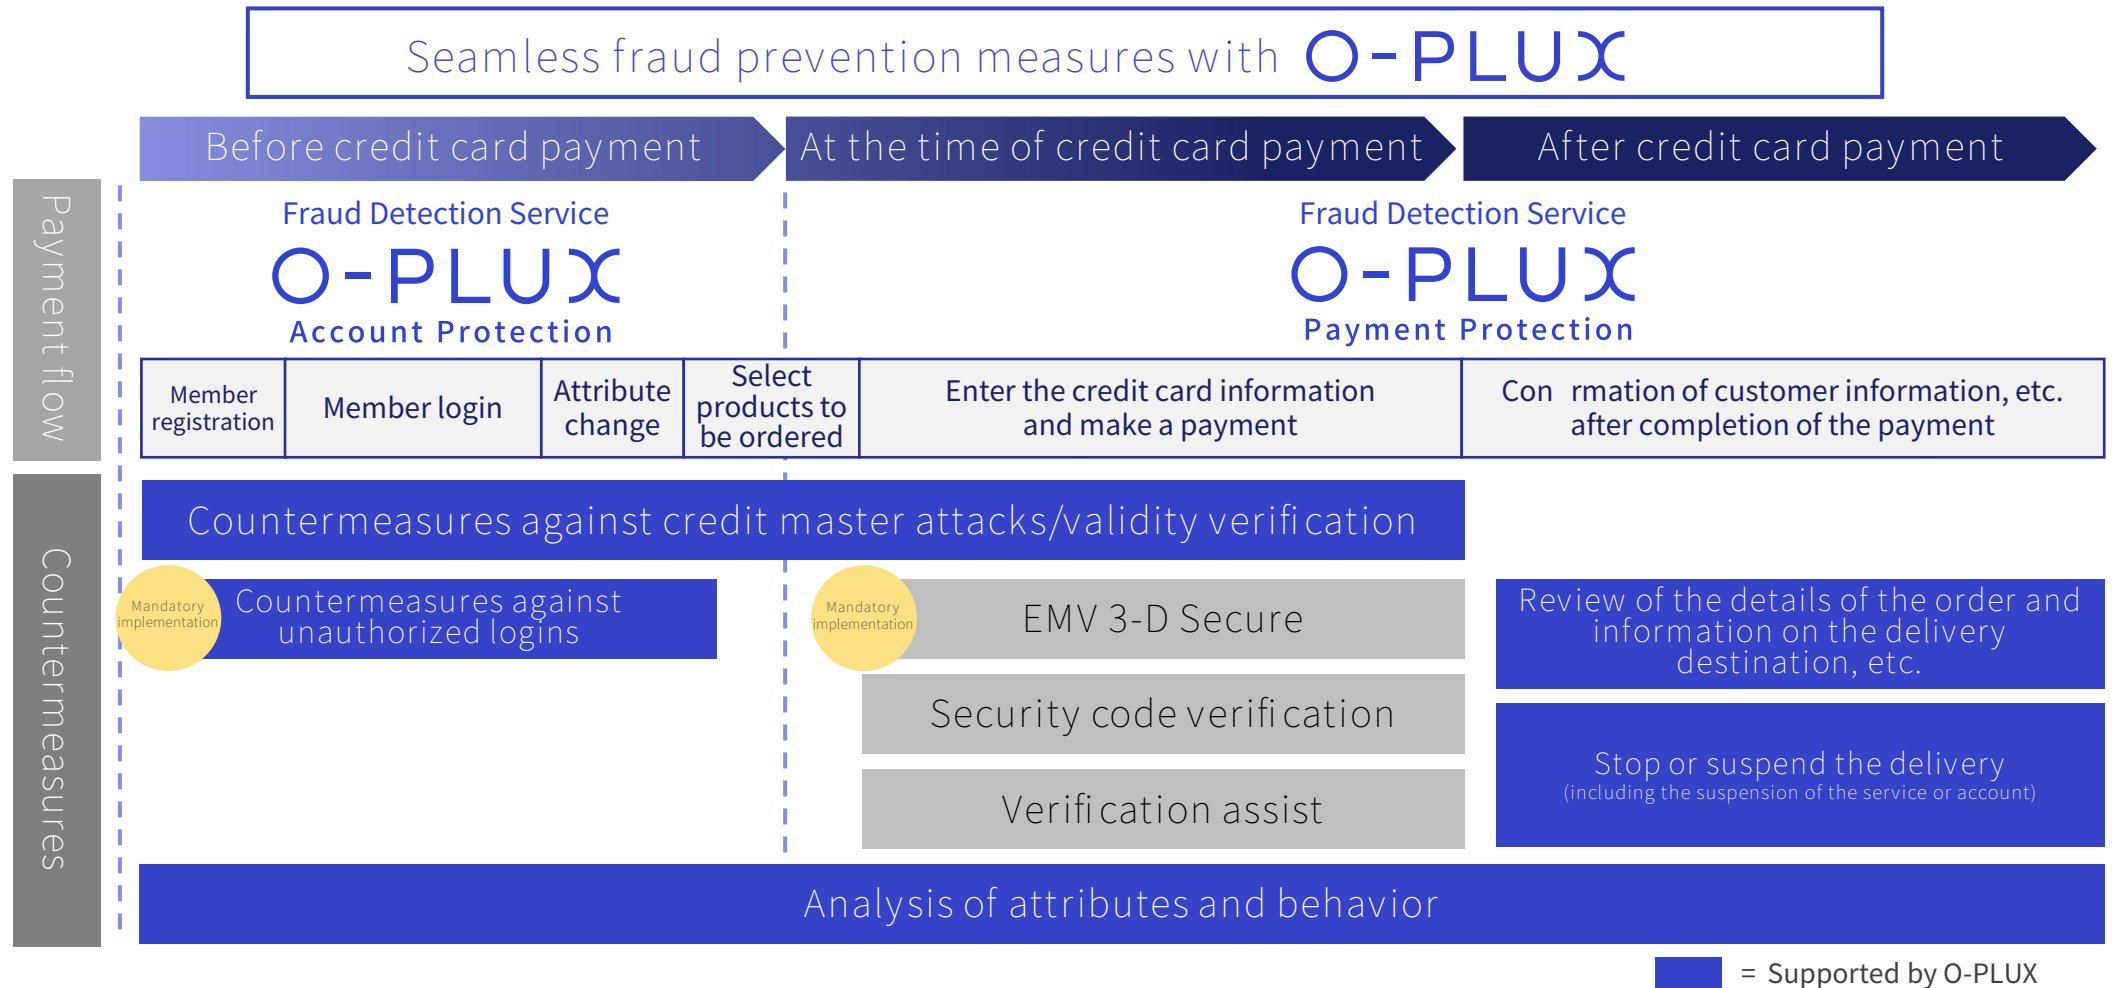 Seamless fraud prevention measures with O-PLUX
Before credit card payment
At the time of credit card payment
After credit card payment
Payment flow
Fraud Detection Service
O-PLUX
Account Protection
Fraud Detection Service
O-PLUX
Payment Protection
Member
registration
Member login
Attribute
change
Select
products to
be ordered
Enter the credit card information
and make a payment
Con rmation of customer information, etc.
after completion of the payment
Countermeasures
Countermeasures against credit master attacks/validity verification
Mandatory
implementation
Countermeasures against
unauthorized logins
Mandatory
implementation
EMV 3-D Secure
Security code verification
Verification assist
Review of the details of the order and
information on the delivery
destination, etc.
Stop or suspend the delivery
(including the suspension of the service or account)
Analysis of attributes and behavior
= Supported by O-PLUX